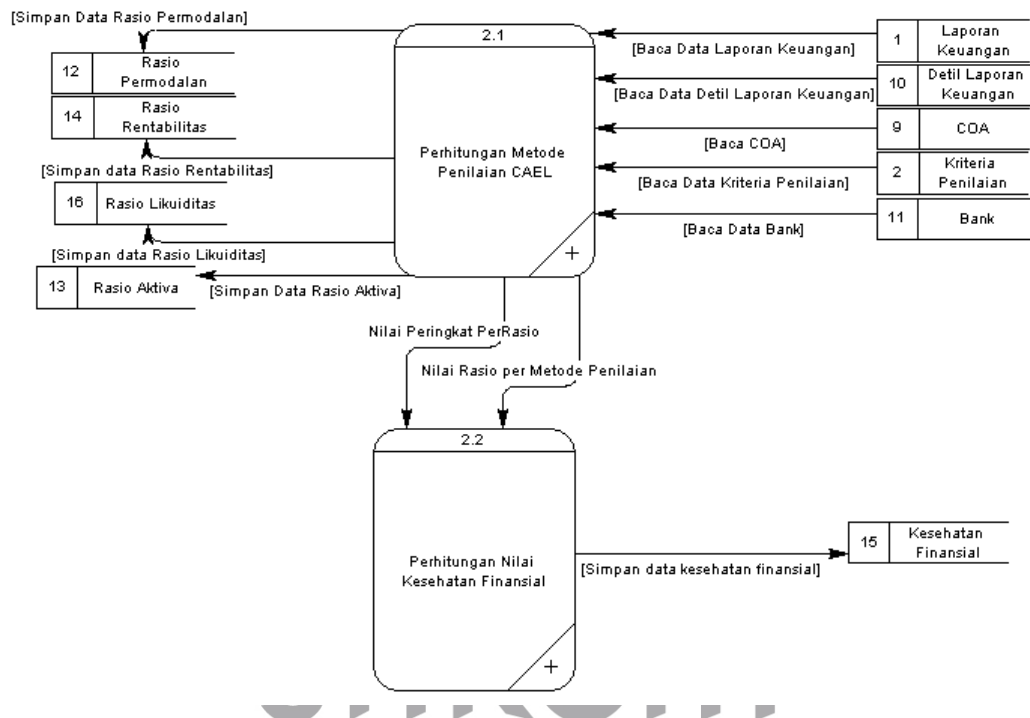 [Simpan Data Rasio Permodalan]
12
Rasio
Permodalan
14
Rasio
Rentabilitas
[Simpan data Rasio Rentabilitas]
16
Rasio Likuiditas
[Simpan data Rasio Likuiditas]
13
Rasio Aktiva
[Simpan Data Rasio Aktiva]
2.1
Perhitungan Metode
Penilaian CAEL
+
[Baca Data Laporan Keuangan]
1
Laporan
Keuangan
[Baca Data Detil Laporan Keuangan]
10
Detil Laporan
Keuangan
[Baca COA]
9
COA
[Baca Data Kriteria Penilaian]
2
Kriteria
Penilaian
[Baca Data Bank]
11
Bank
Nilai Peringkat PerRasio
Nilai Rasio per Metode Penilaian
2.2
Perhitungan Nilai
Kesehatan Finansial
+
[Simpan data kesehatan finansial]
15
Kesehatan
Finansial